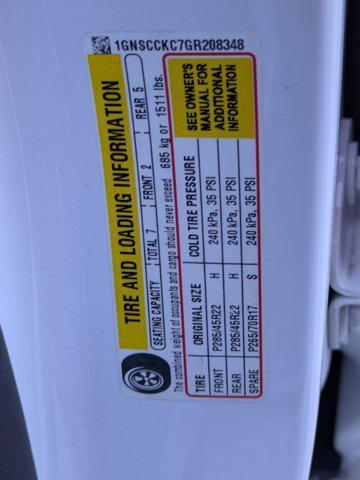 1GNSCCKC7GR208348
TIRE AND LOADING INFORMATION
SEATING CAPACITY TOTAL 7 FRONT 2 REAR 5
The combined weight of occupants and cargo should never exceed 685 kg or 1511 lbs.
TIRE ORIGINAL SIZE COLD TIRE PRESSURE
FRONT P285/45R22 H 240 kPa, 35 PSI
REAR P285/45R22 H 240 kPa, 35 PSI
SPARE P265/70R17 S 240 kPa, 35 PSI
SEE OWNER'S
MANUAL FOR
ADDITIONAL
INFORMATION